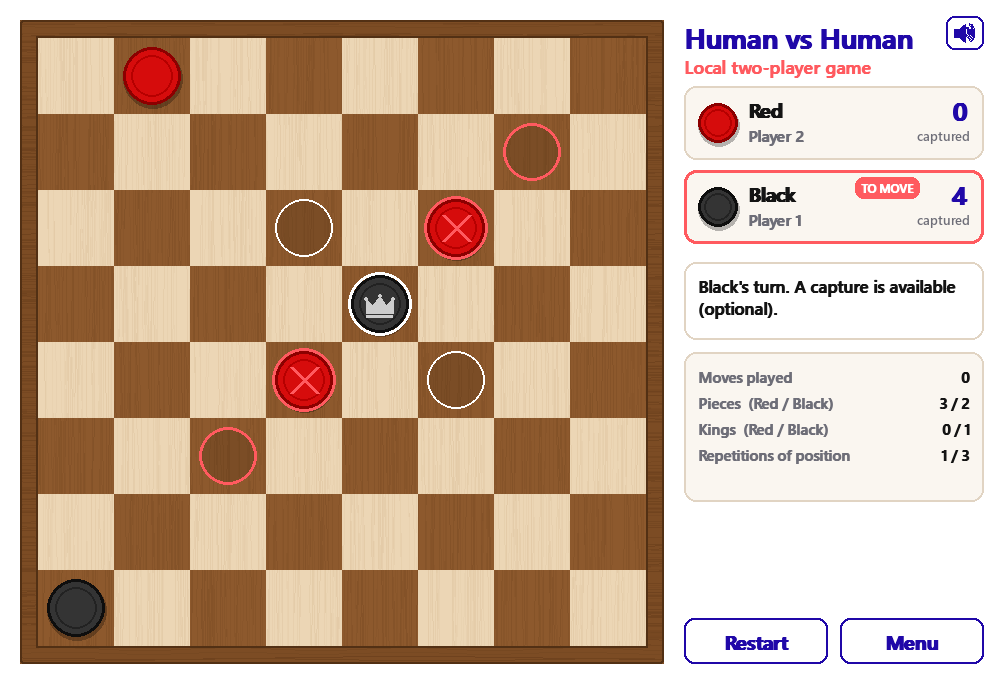 Human vs Human
Local two-player game
Red
Player 2
0
captured
TO MOVE
Black
Player 1
4
captured
Black's turn. A capture is available
(optional).
Moves played 0
Pieces (Red / Black) 3 / 2
Kings (Red / Black) 0 / 1
Repetitions of position 1 / 3
Restart
Menu